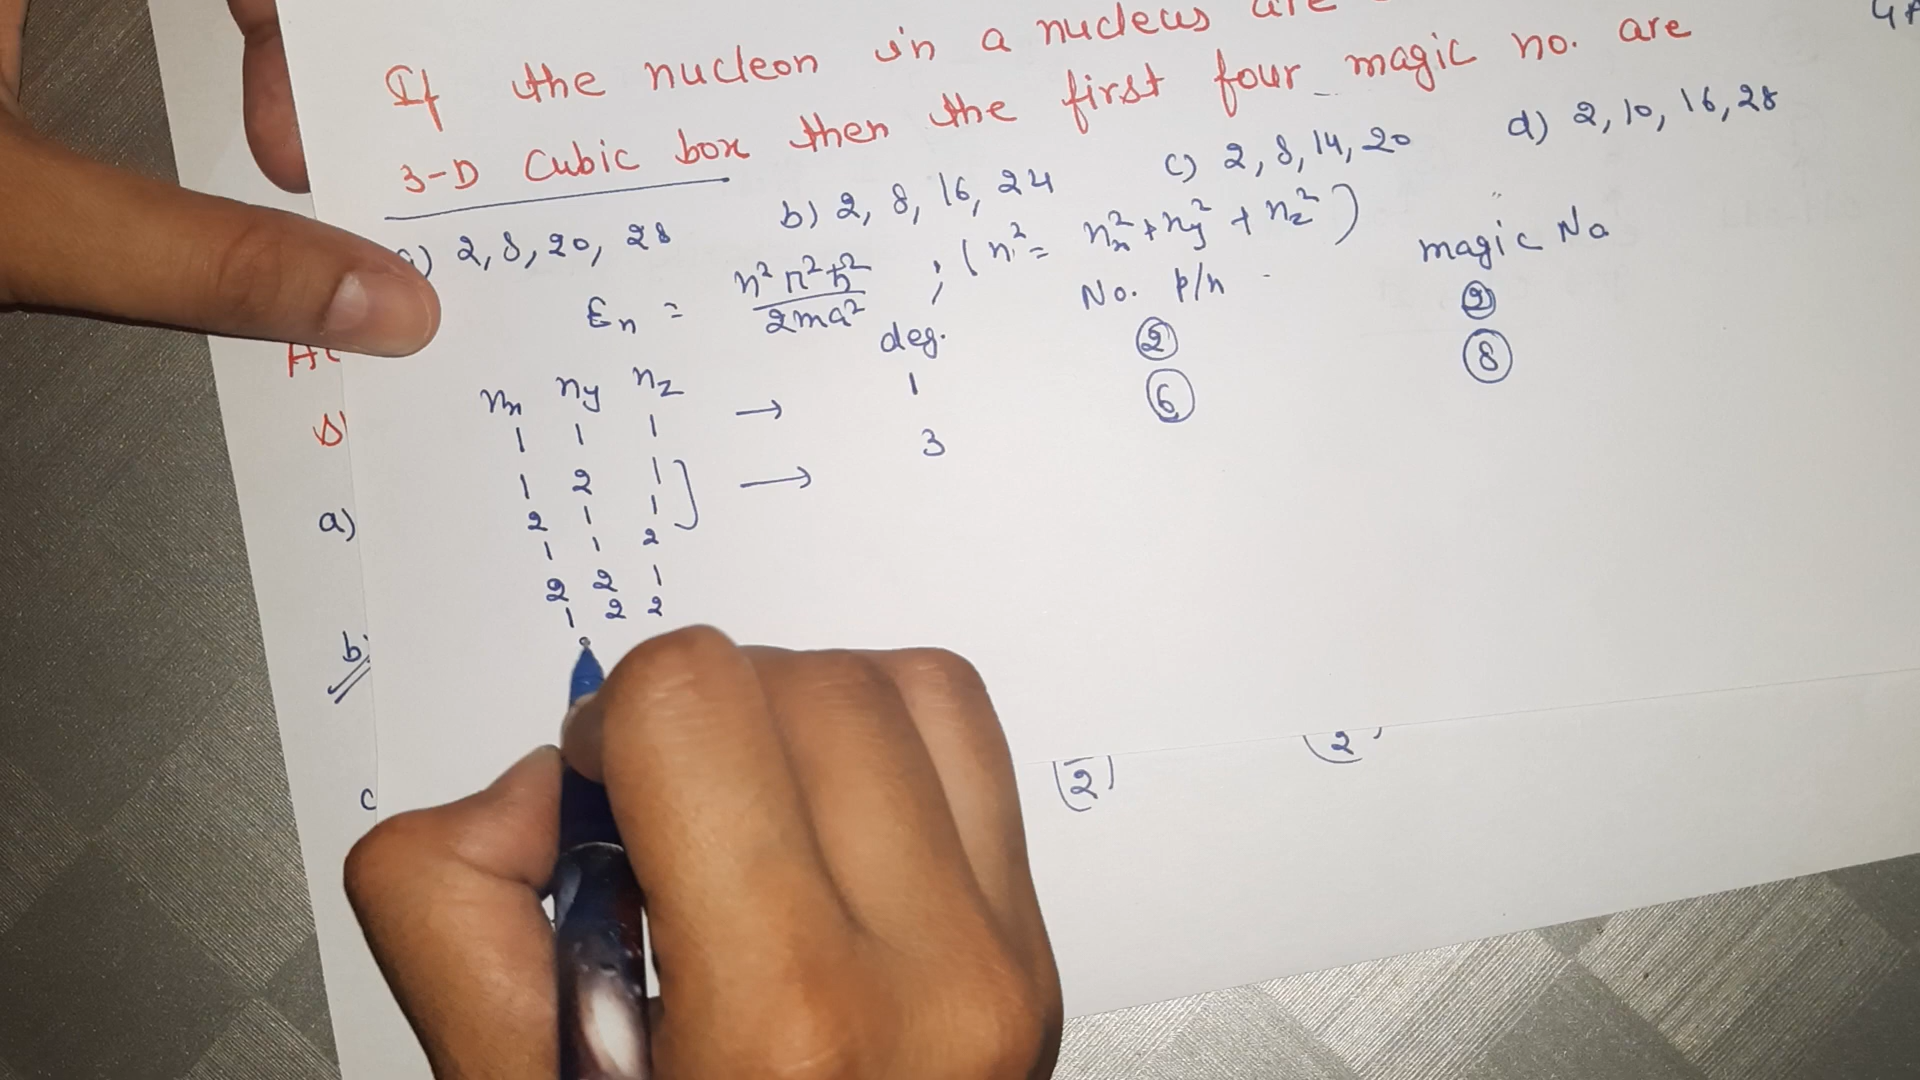 If the nucleon in a nucleus are
3-D Cubic box then the first four magic no. are
a) 2, 8, 20, 28 b) 2, 8, 16, 24 c) 2, 8, 14, 20 d) 2, 10, 16, 28
En = n² π² ħ² / 2ma² ; (n² = nx² + ny² + nz²)
nx ny nz deg. No. p/n magic No
1 1 1 → 1 2 2
1 2 1 → 3 6 8
2 1 1
1 1 2
2 2 1
1 2 2
a)
b
c
(2) (2)